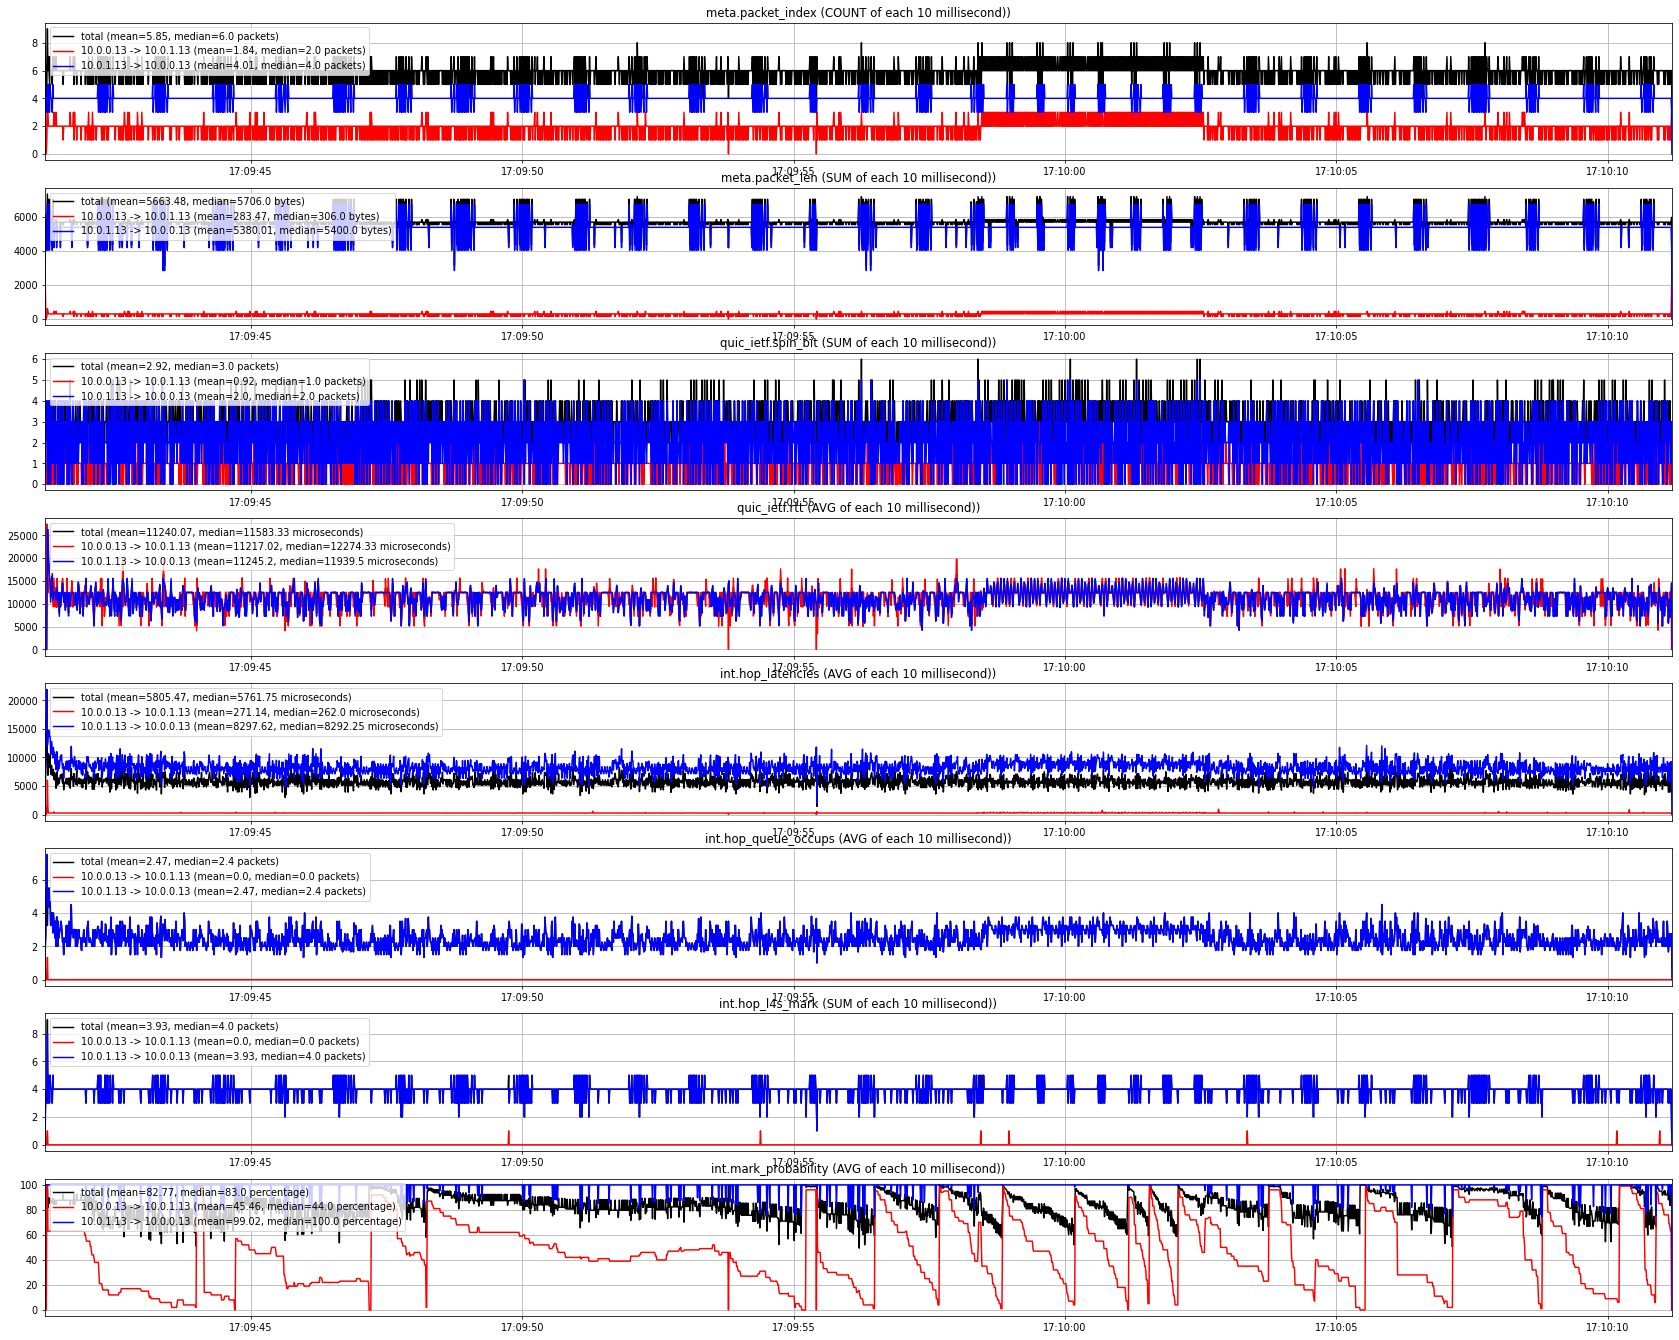 meta.packet_index (COUNT of each 10 millisecond))
total (mean=5.85, median=6.0 packets)
10.0.0.13 -> 10.0.1.13 (mean=1.84, median=2.0 packets)
10.0.1.13 -> 10.0.0.13 (mean=4.01, median=4.0 packets)
8
6
4
2
0
17:09:45 17:09:50 17:09:55 17:10:00 17:10:05 17:10:10
meta.packet_len (SUM of each 10 millisecond))
total (mean=5663.48, median=5706.0 bytes)
10.0.0.13 -> 10.0.1.13 (mean=283.47, median=306.0 bytes)
10.0.1.13 -> 10.0.0.13 (mean=5380.01, median=5400.0 bytes)
6000
4000
2000
0
17:09:45 17:09:50 17:09:55 17:10:00 17:10:05 17:10:10
quic_ietf.spin_bit (SUM of each 10 millisecond))
total (mean=2.92, median=3.0 packets)
10.0.0.13 -> 10.0.1.13 (mean=0.92, median=1.0 packets)
10.0.1.13 -> 10.0.0.13 (mean=2.0, median=2.0 packets)
6
5
4
3
2
1
0
17:09:45 17:09:50 17:09:55 17:10:00 17:10:05 17:10:10
quic_ietf.rtt (AVG of each 10 millisecond))
total (mean=11240.07, median=11583.33 microseconds)
10.0.0.13 -> 10.0.1.13 (mean=11217.02, median=12274.33 microseconds)
10.0.1.13 -> 10.0.0.13 (mean=11245.2, median=11939.5 microseconds)
25000
20000
15000
10000
5000
0
17:09:45 17:09:50 17:09:55 17:10:00 17:10:05 17:10:10
int.hop_latencies (AVG of each 10 millisecond))
total (mean=5805.47, median=5761.75 microseconds)
10.0.0.13 -> 10.0.1.13 (mean=271.14, median=262.0 microseconds)
10.0.1.13 -> 10.0.0.13 (mean=8297.62, median=8292.25 microseconds)
20000
15000
10000
5000
0
17:09:45 17:09:50 17:09:55 17:10:00 17:10:05 17:10:10
int.hop_queue_occups (AVG of each 10 millisecond))
total (mean=2.47, median=2.4 packets)
10.0.0.13 -> 10.0.1.13 (mean=0.0, median=0.0 packets)
10.0.1.13 -> 10.0.0.13 (mean=2.47, median=2.4 packets)
6
4
2
0
17:09:45 17:09:50 17:09:55 17:10:00 17:10:05 17:10:10
int.hop_l4s_mark (SUM of each 10 millisecond))
total (mean=3.93, median=4.0 packets)
10.0.0.13 -> 10.0.1.13 (mean=0.0, median=0.0 packets)
10.0.1.13 -> 10.0.0.13 (mean=3.93, median=4.0 packets)
8
6
4
2
0
17:09:45 17:09:50 17:09:55 17:10:00 17:10:05 17:10:10
int.mark_probability (AVG of each 10 millisecond))
total (mean=82.77, median=83.0 percentage)
10.0.0.13 -> 10.0.1.13 (mean=45.46, median=44.0 percentage)
10.0.1.13 -> 10.0.0.13 (mean=99.02, median=100.0 percentage)
100
80
60
40
20
0
17:09:45 17:09:50 17:09:55 17:10:00 17:10:05 17:10:10